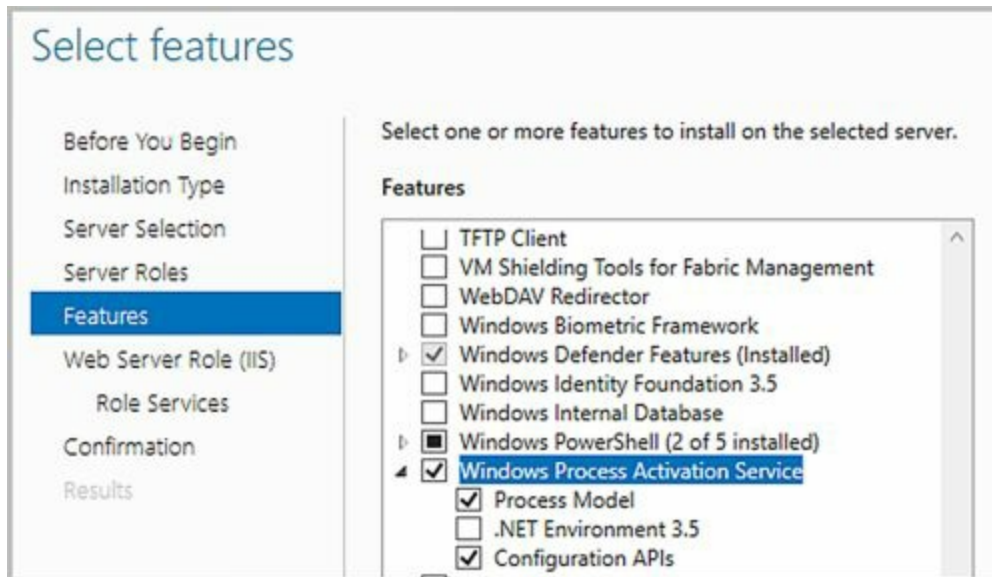 Select features
Before You Begin
Installation Type
Server Selection
Server Roles
Features
Web Server Role (IIS)
Role Services
Confirmation
Results
Select one or more features to install on the selected server.
Features
TFTP Client
VM Shielding Tools for Fabric Management
WebDAV Redirector
Windows Biometric Framework
Windows Defender Features (Installed)
Windows Identity Foundation 3.5
Windows Internal Database
Windows PowerShell (2 of 5 installed)
Windows Process Activation Service
Process Model
.NET Environment 3.5
Configuration APIs